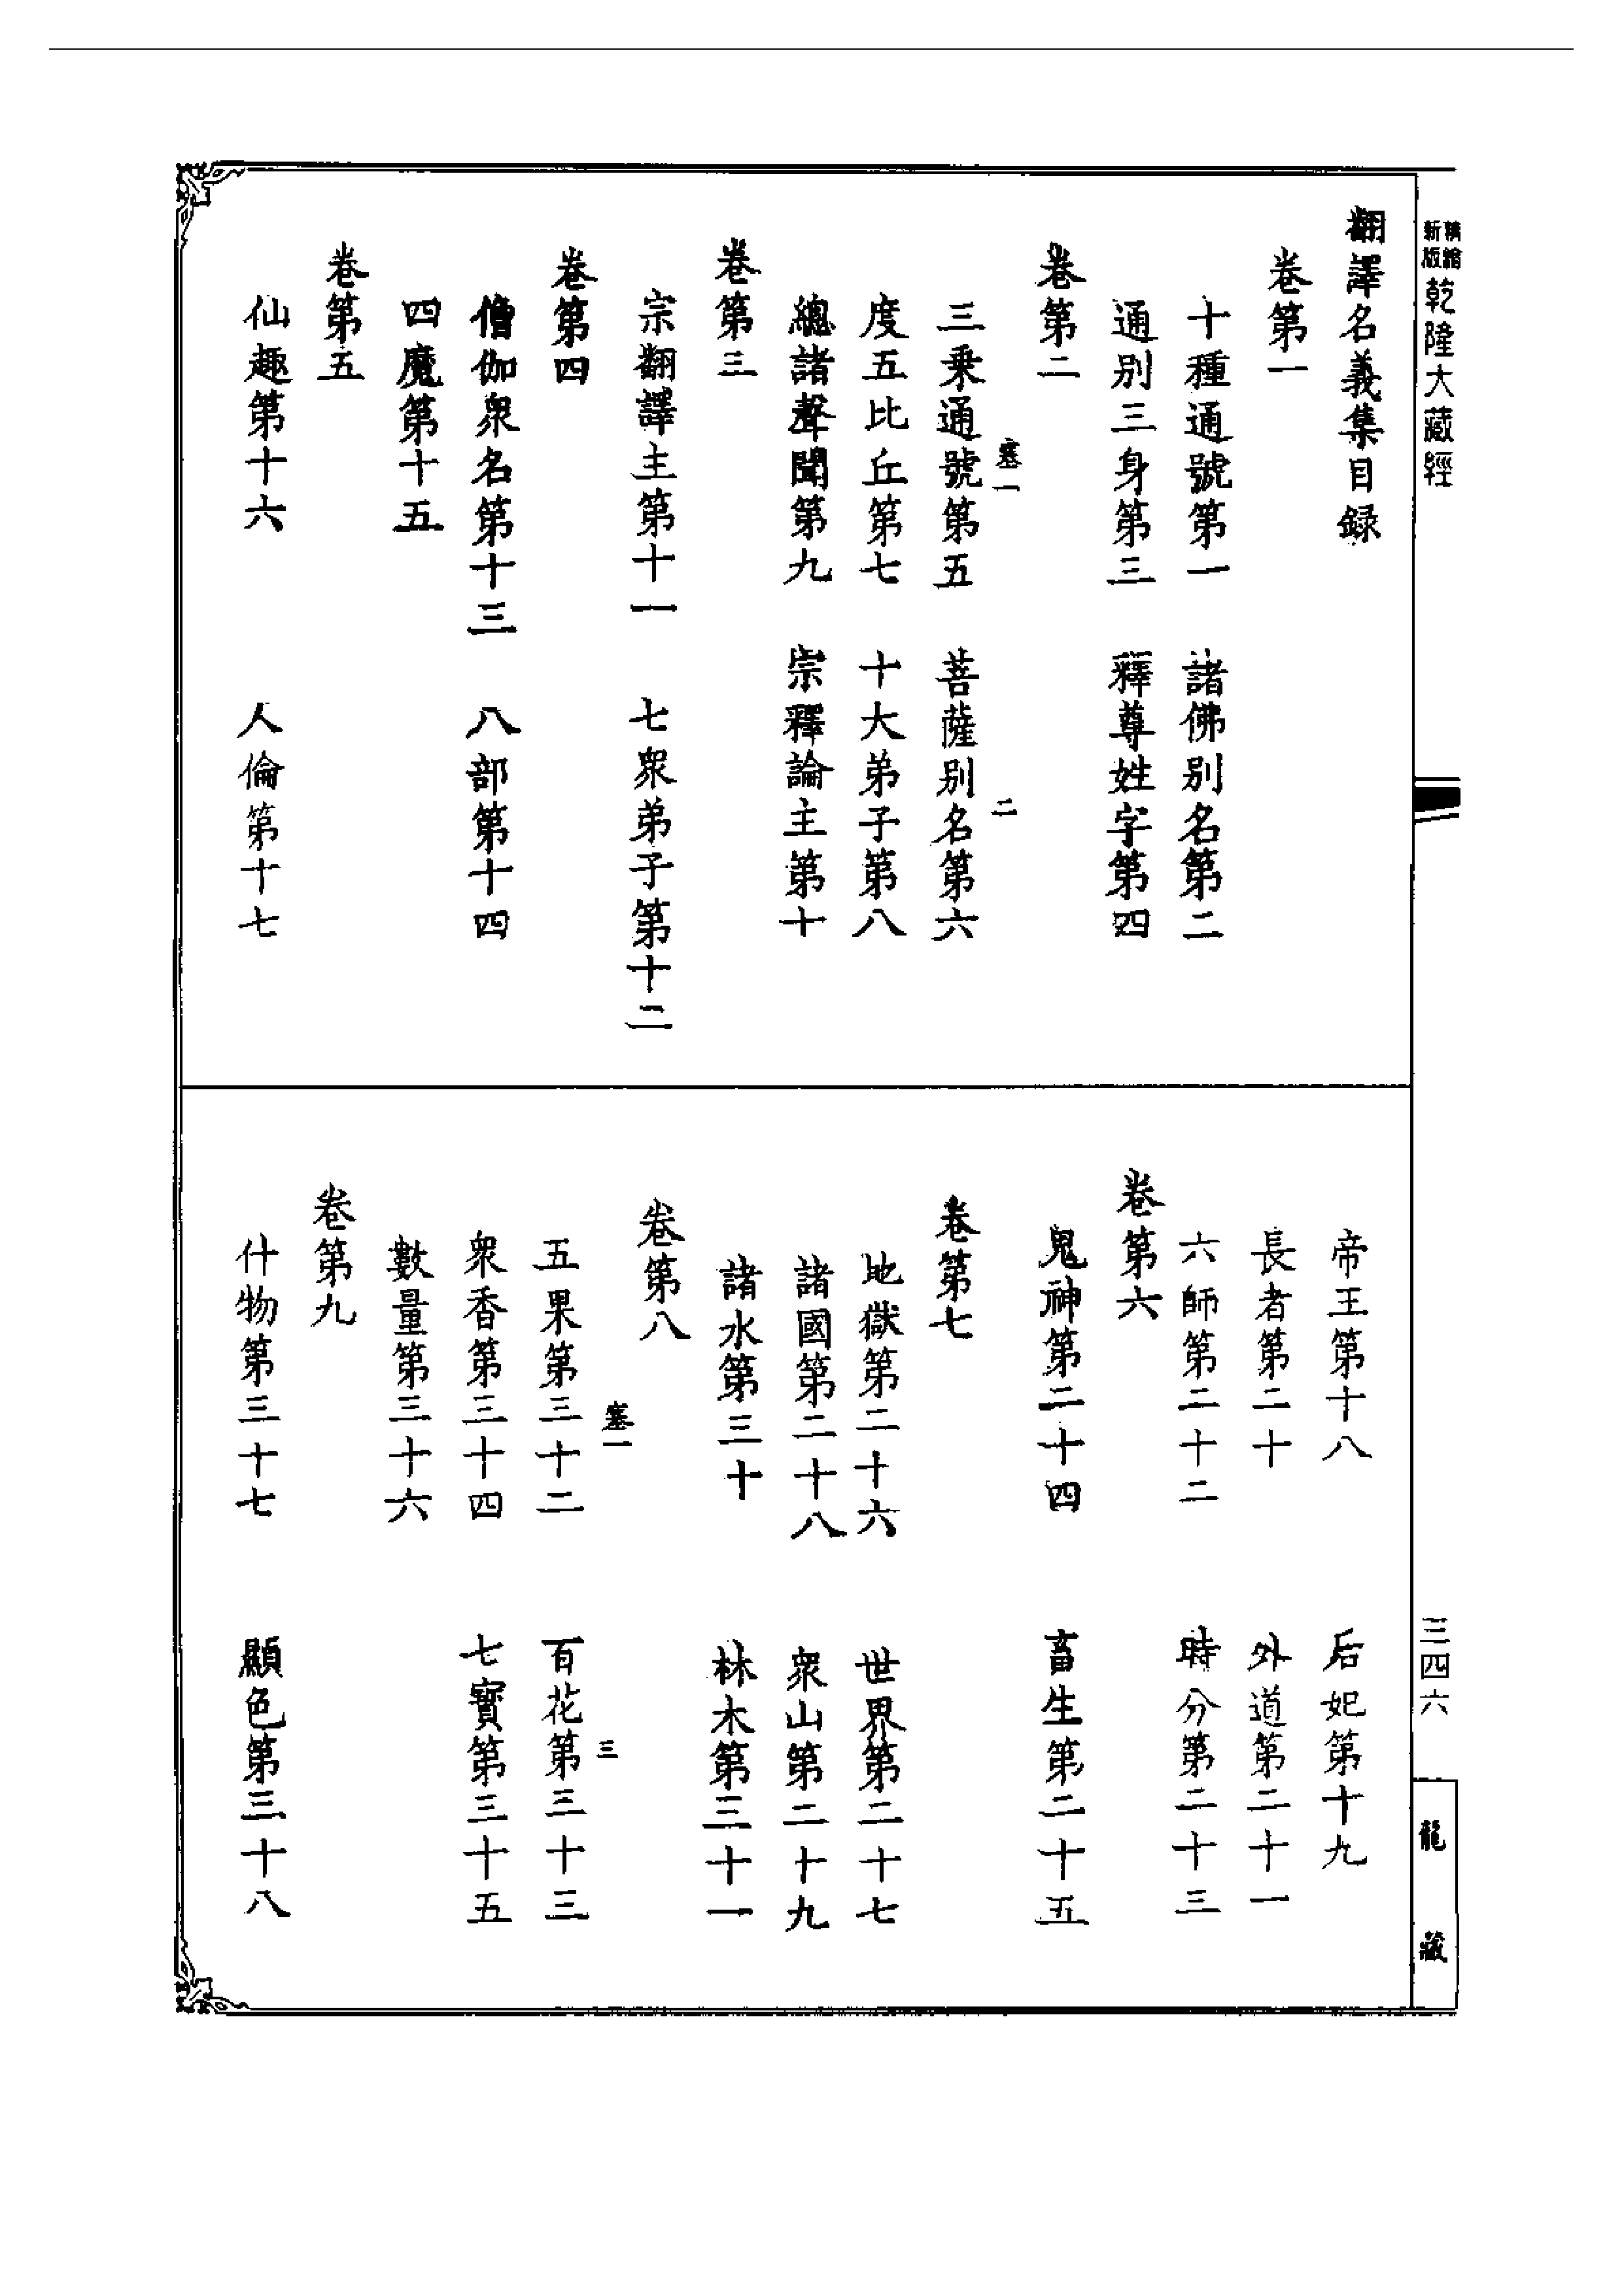 精縮新版乾隆大藏經
翻譯名義集目録
卷第一
十種通號第一　諸佛别名第二
通别三身第三　釋尊姓字第四
卷第二
塞一　二
三乘通號第五　菩薩别名第六
度五比丘第七　十大弟子第八
總諸聲聞第九　宗釋論主第十
卷第三
宗翻譯主第十一　七衆弟子第十二
卷第四
僧伽衆名第十三　八部第十四
四魔第十五
卷第五
仙趣第十六　人倫第十七
帝王第十八　后妃第十九
長者第二十　外道第二十一
六師第二十二　時分第二十三
卷第六
鬼神第二十四　畜生第二十五
卷第七
地獄第二十六　世界第二十七
諸國第二十八　衆山第二十九
諸水第三十　林木第三十一
卷第八
塞一　三
五果第三十二　百花第三十三
衆香第三十四　七寶第三十五
數量第三十六
卷第九
什物第三十七　顯色第三十八
三四六
龍藏